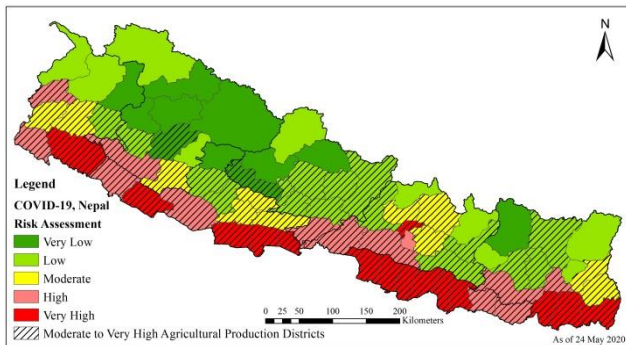 N
Legend
COVID-19, Nepal
Risk Assessment
Very Low
Low
Moderate
High
Very High
Moderate to Very High Agricultural Production Districts
0 25 50 100 150 200
Kilometers
As of 24 May 2020